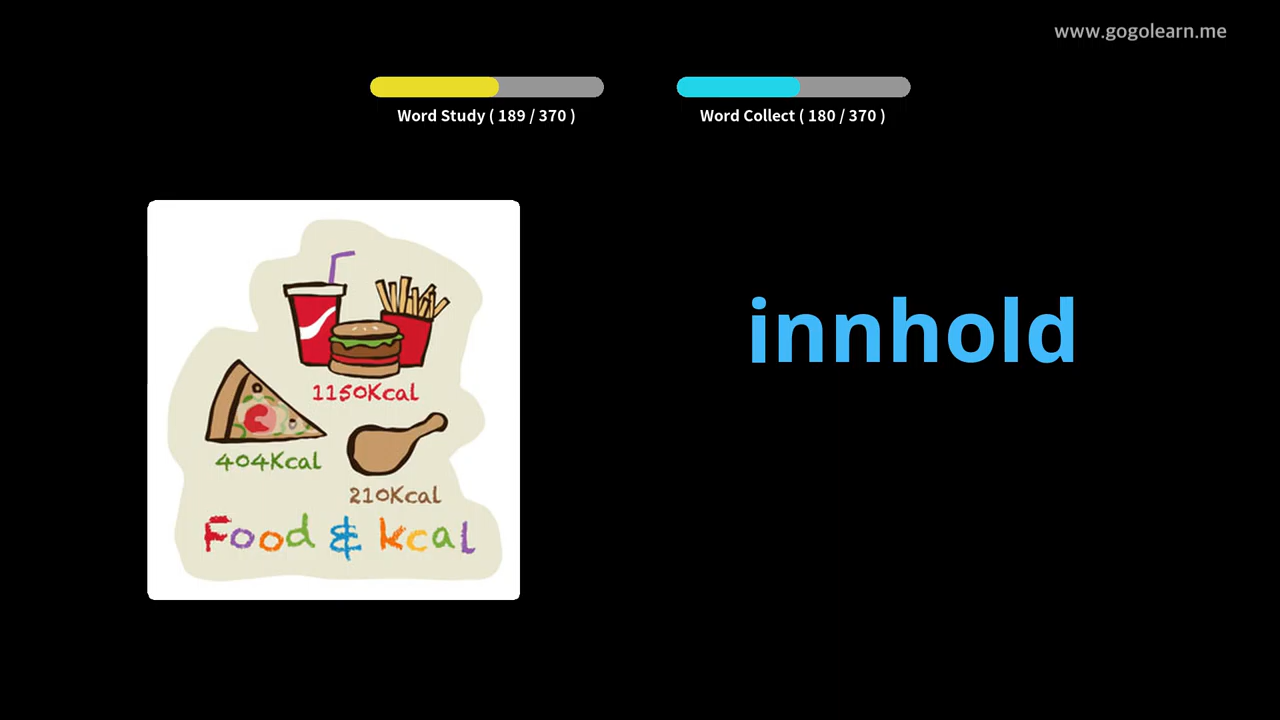 www.gogolearn.me
Word Study ( 189 / 370 )
Word Collect ( 180 / 370 )
innhold
1150Kcal
404Kcal
210Kcal
Food & kcal